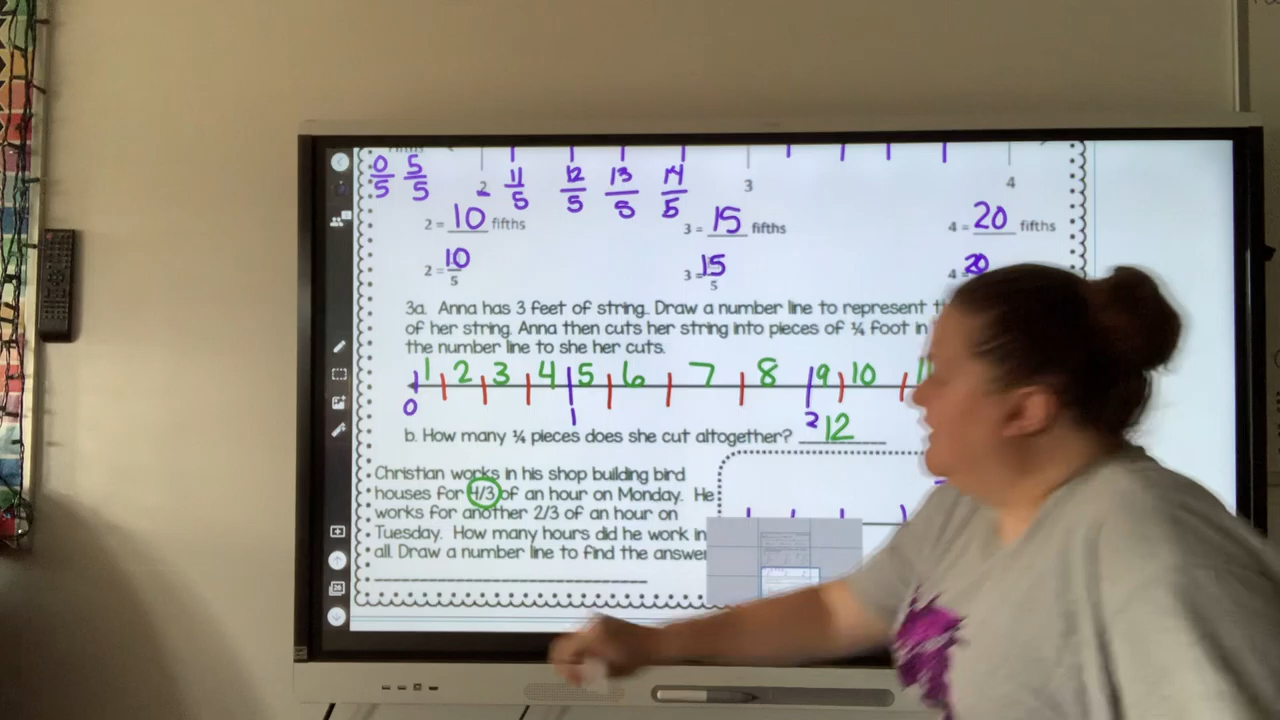 0/5 5/5 2 11/5 12/5 13/5 14/5 3 4
2 = 10 fifths 3 = 15 fifths 4 = 20 fifths
2 = 10/5 3 = 15/5 4 = 20
3a. Anna has 3 feet of string. Draw a number line to represent
of her string. Anna then cuts her string into pieces of ¼ foot in
the number line to she her cuts.
1 2 3 4 5 6 7 8 9 10
0 1 2
b. How many ¼ pieces does she cut altogether? 12
Christian works in his shop building bird
houses for 4/3 of an hour on Monday. He
works for another 2/3 of an hour on
Tuesday. How many hours did he work in
all. Draw a number line to find the answer